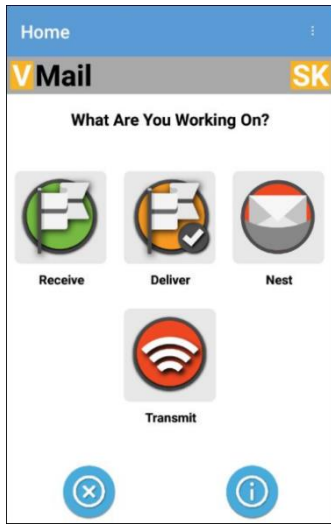 Home
V Mail SK
What Are You Working On?
Receive Deliver Nest
Transmit